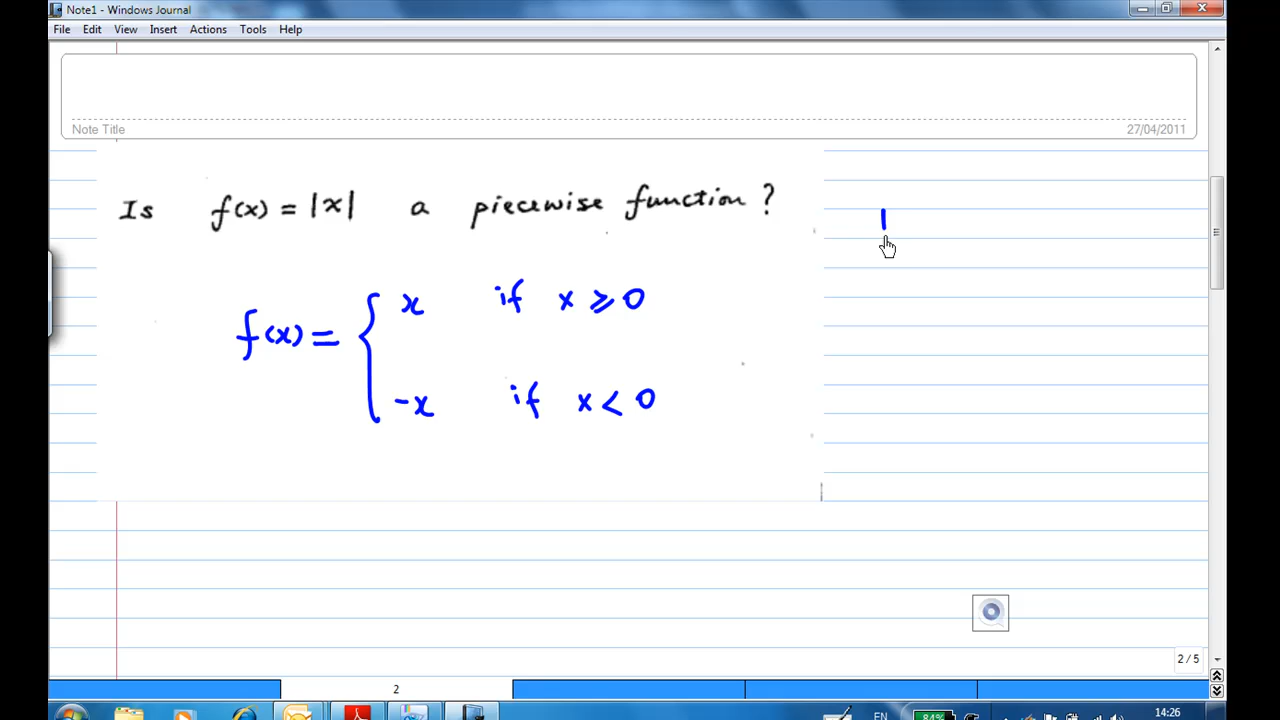 Note1 - Windows Journal
File Edit View Insert Actions Tools Help
Note Title
27/04/2011
Is f(x) = |x| a piecewise function ?
f(x) = { x if x ⩾ 0
-x if x < 0
2 / 5
2
EN
84%
14:26